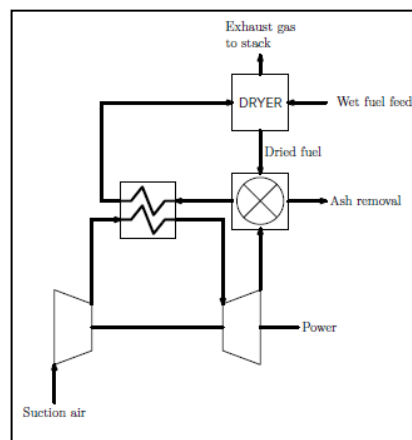 Exhaust gas
to stack
DRYER
Wet fuel feed
Dried fuel
Ash removal
Power
Suction air